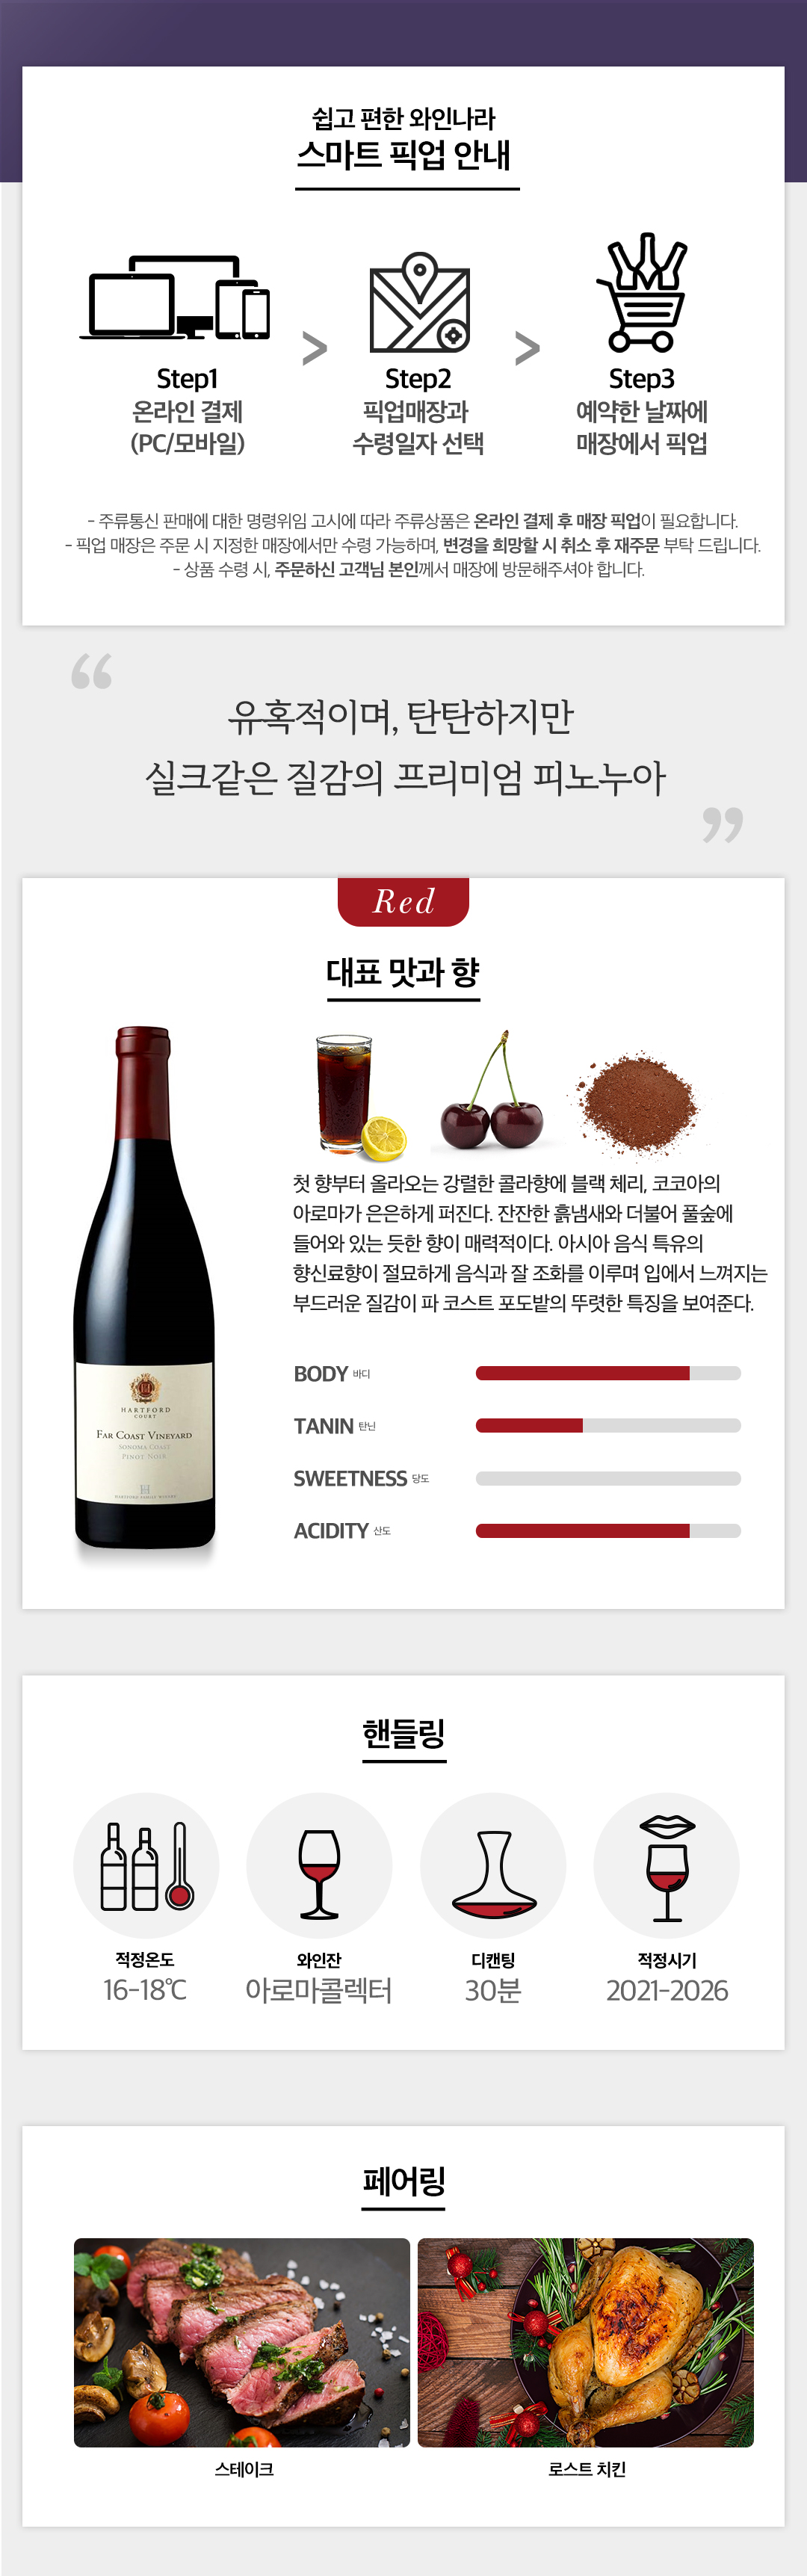 쉽고 편한 와인나라
스마트 픽업 안내
Step1
온라인 결제
(PC/모바일)
>
Step2
픽업매장과
수령일자 선택
>
Step3
예약한 날짜에
매장에서 픽업
- 주류통신 판매에 대한 명령위임 고시에 따라 주류상품은 온라인 결제 후 매장 픽업이 필요합니다.
- 픽업 매장은 주문 시 지정한 매장에서만 수령 가능하며, 변경을 희망할 시 취소 후 재주문 부탁 드립니다.
- 상품 수령 시, 주문하신 고객님 본인께서 매장에 방문해주셔야 합니다.
“
유혹적이며, 탄탄하지만
실크같은 질감의 프리미엄 피노누아
”
Red
대표 맛과 향
첫 향부터 올라오는 강렬한 콜라향에 블랙 체리, 코코아의
아로마가 은은하게 퍼진다. 잔잔한 흙냄새와 더불어 풀숲에
들어와 있는 듯한 향이 매력적이다. 아시아 음식 특유의
향신료향이 절묘하게 음식과 잘 조화를 이루며 입에서 느껴지는
부드러운 질감이 파 코스트 포도밭의 뚜렷한 특징을 보여준다.
HARTFORD
COURT
FAR COAST VINEYARD
SONOMA COAST
PINOT NOIR
HARTFORD FAMILY WINERY
BODY 바디
TANIN 탄닌
SWEETNESS 당도
ACIDITY 산도
핸들링
적정온도
16-18℃
와인잔
아로마콜렉터
디캔팅
30분
적정시기
2021-2026
페어링
스테이크
로스트 치킨